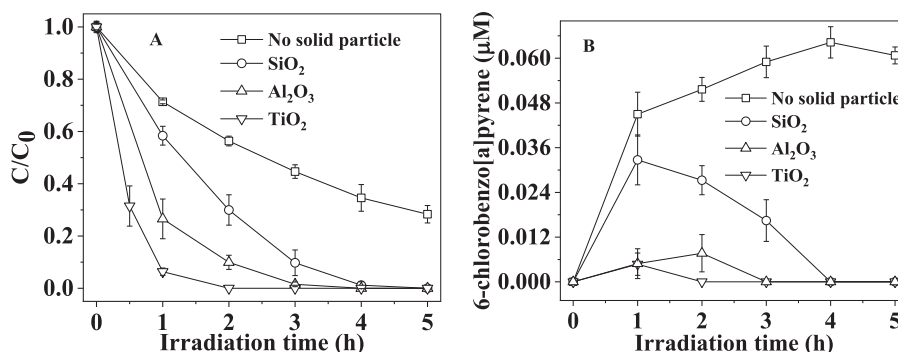 A
No solid particle
SiO₂
Al₂O₃
TiO₂
C/C₀
1.0
0.8
0.6
0.4
0.2
0.0
0 1 2 3 4 5
Irradiation time (h)
B
No solid particle
SiO₂
Al₂O₃
TiO₂
6-chlorobenzo[a]pyrene (μM)
0.060
0.048
0.036
0.024
0.012
0.000
0 1 2 3 4 5
Irradiation time (h)